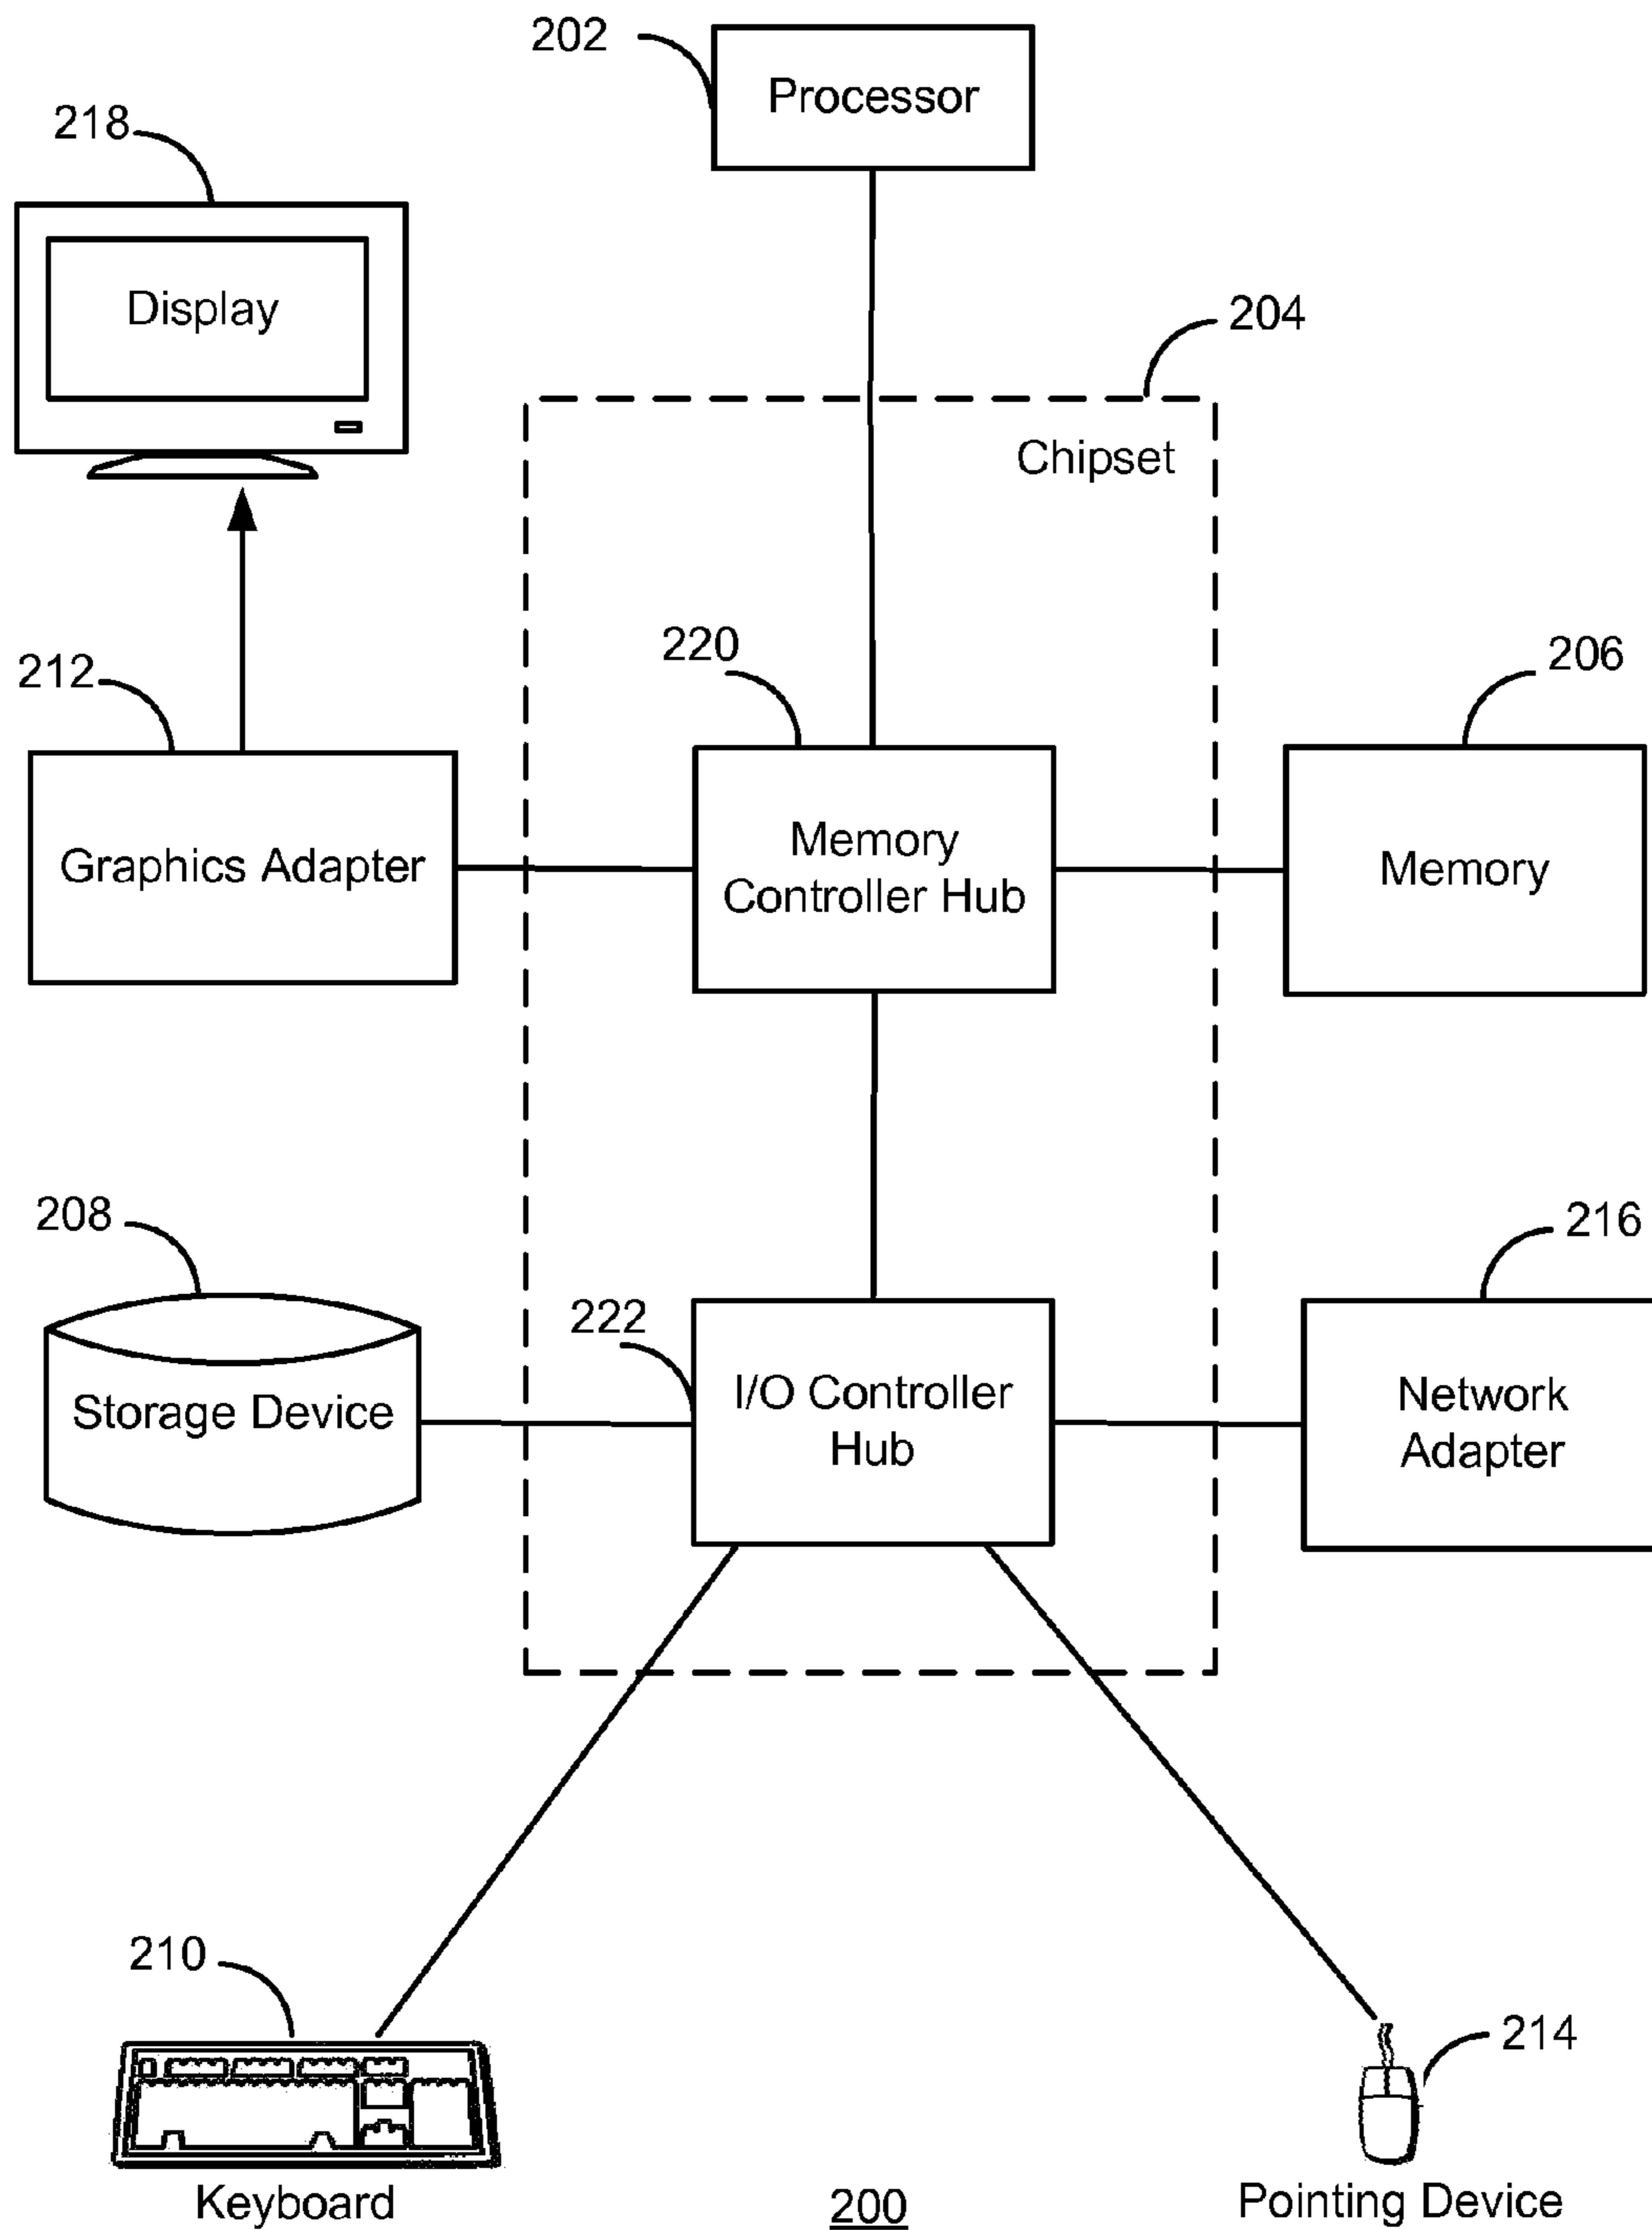 202
Processor
218
Display
204
Chipset
212
220
206
Graphics Adapter
Memory
Controller Hub
Memory
208
222
216
Storage Device
I/O Controller
Hub
Network
Adapter
210
214
Keyboard
200
Pointing Device